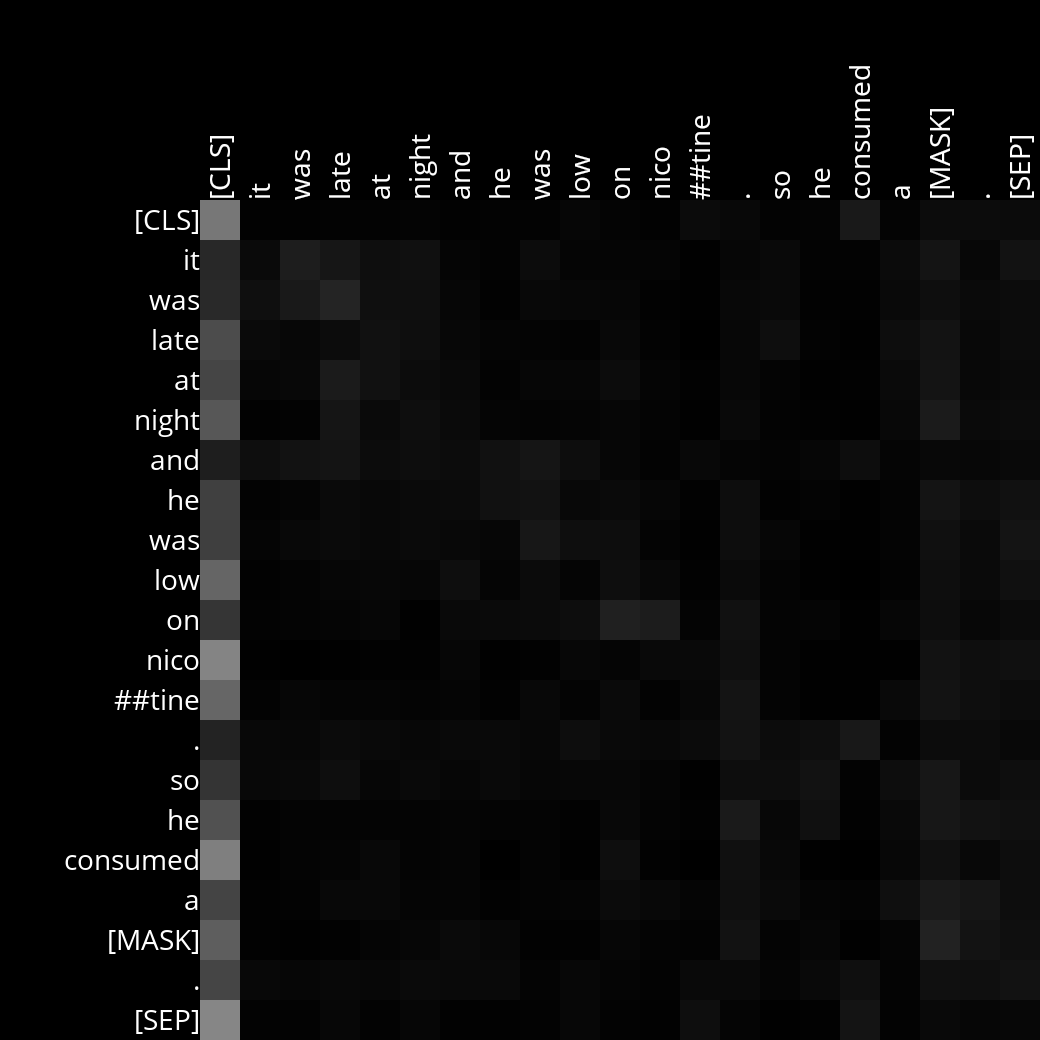 [CLS] it was late at night and he was low on nico ##tine . so he consumed a [MASK] . [SEP]
[CLS]
it
was
late
at
night
and
he
was
low
on
nico
##tine
.
so
he
consumed
a
[MASK]
.
[SEP]